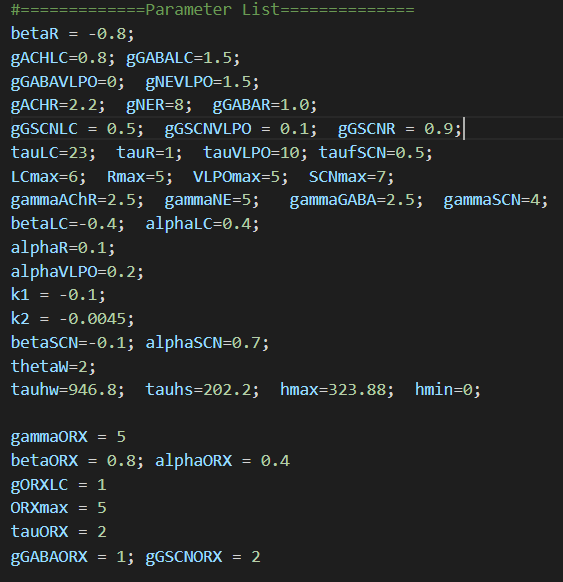 #=============Parameter List==============
betaR = -0.8;
gACHLC=0.8; gGABALC=1.5;
gGABAVLPO=0;  gNEVLPO=1.5;
gACHR=2.2;  gNER=8;  gGABAR=1.0;
gGSCNLC = 0.5;  gGSCNVLPO = 0.1;  gGSCNR = 0.9;
tauLC=23;  tauR=1;  tauVLPO=10; taufSCN=0.5;
LCmax=6;  Rmax=5;  VLPOmax=5;  SCNmax=7;
gammaAChR=2.5;  gammaNE=5;   gammaGABA=2.5;  gammaSCN=4;
betaLC=-0.4;  alphaLC=0.4;
alphaR=0.1;
alphaVLPO=0.2;
k1 = -0.1;
k2 = -0.0045;
betaSCN=-0.1; alphaSCN=0.7;
thetaW=2;
tauhw=946.8;  tauhs=202.2;  hmax=323.88;  hmin=0;
gammaORX = 5
betaORX = 0.8; alphaORX = 0.4
gORXLC = 1
ORXmax = 5
tauORX = 2
gGABAORX = 1; gGSCNORX = 2